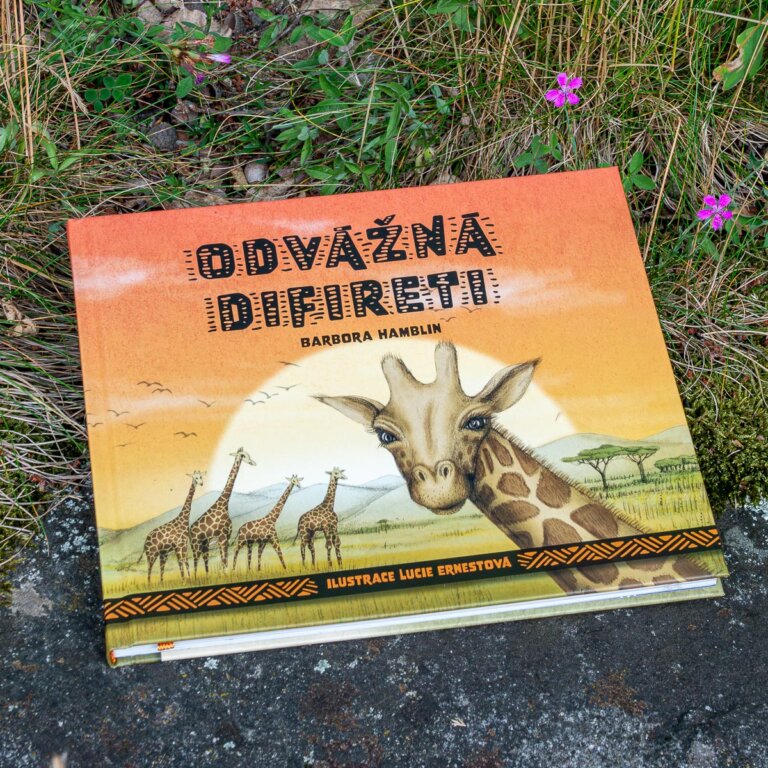 ODVÁŽNÁ
DIFIRETI
BARBORA HAMBLIN
ILUSTRACE LUCIE ERNESTOVÁ